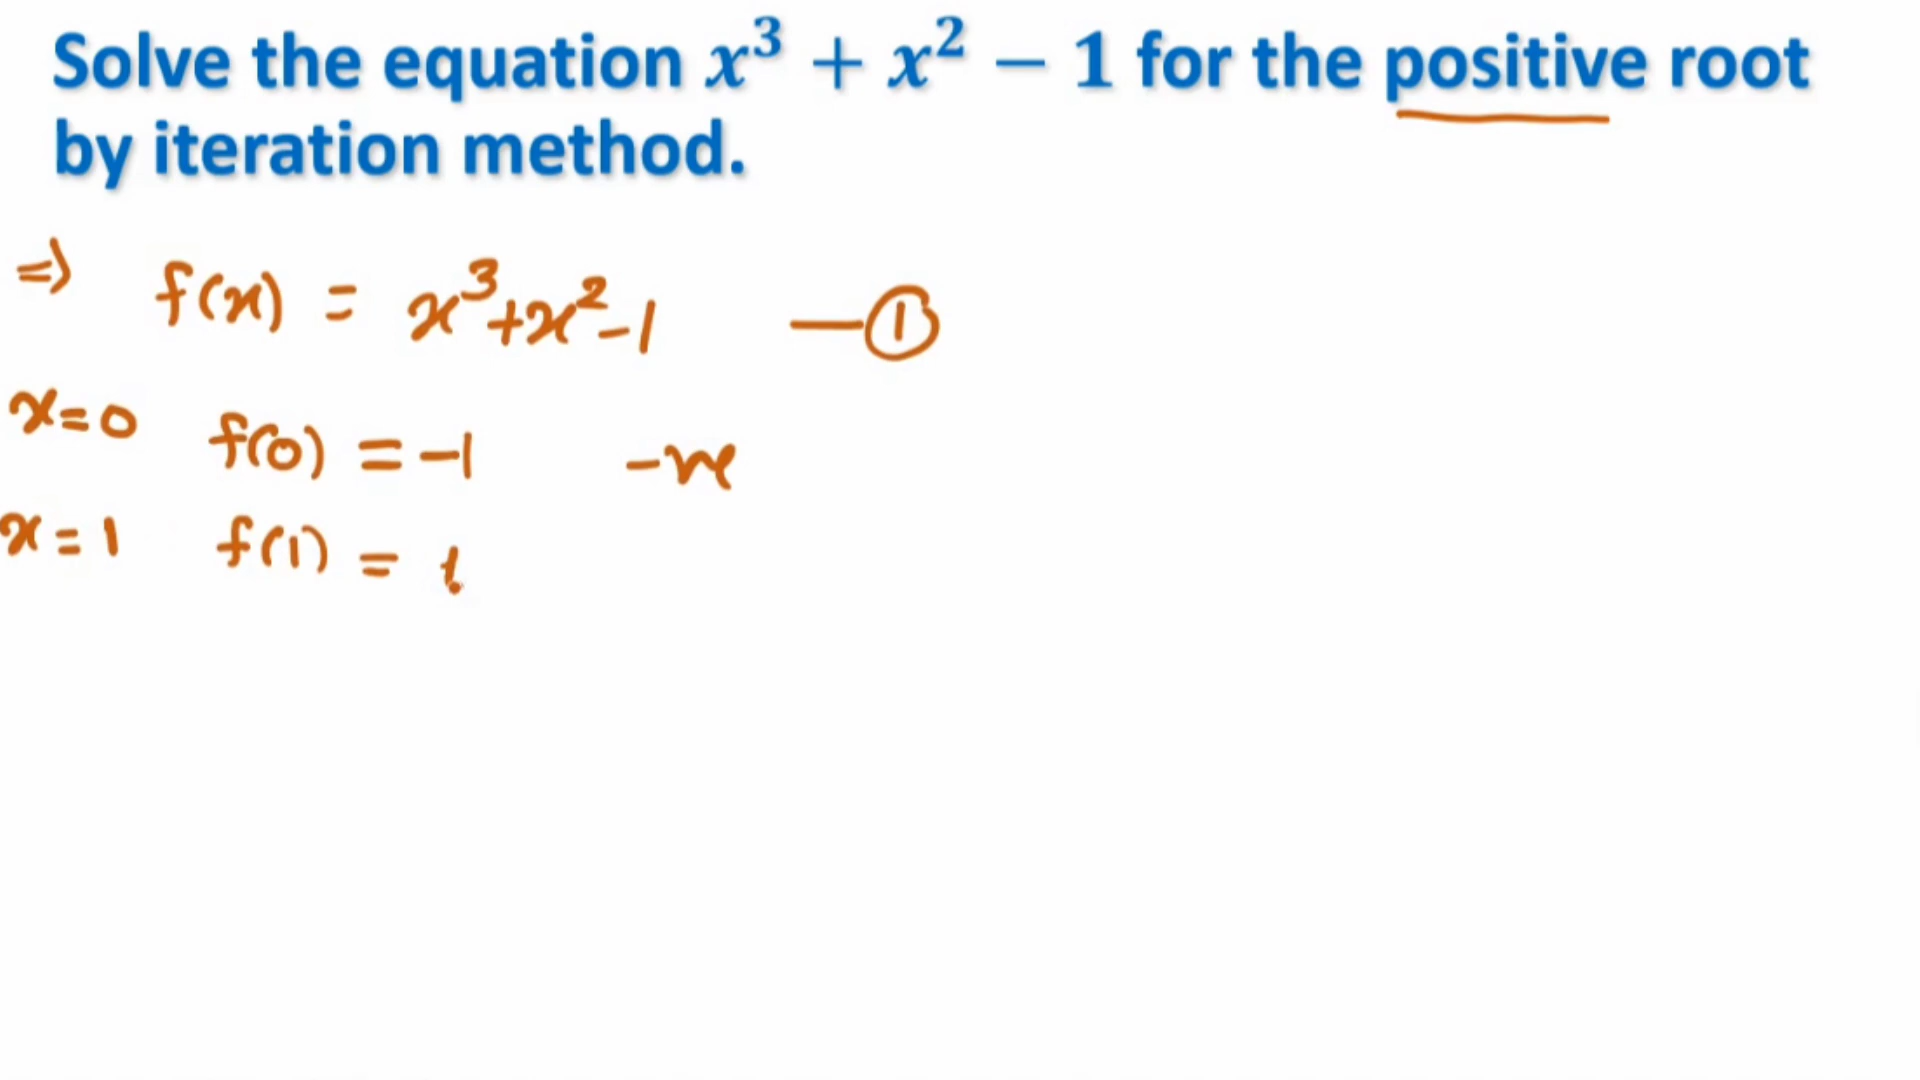 Solve the equation x³ + x² − 1 for the positive root
by iteration method.
⇒ f(x) = x³+x²-1 —①
x=0 f(0) = -1 -ve
x=1 f(1) =